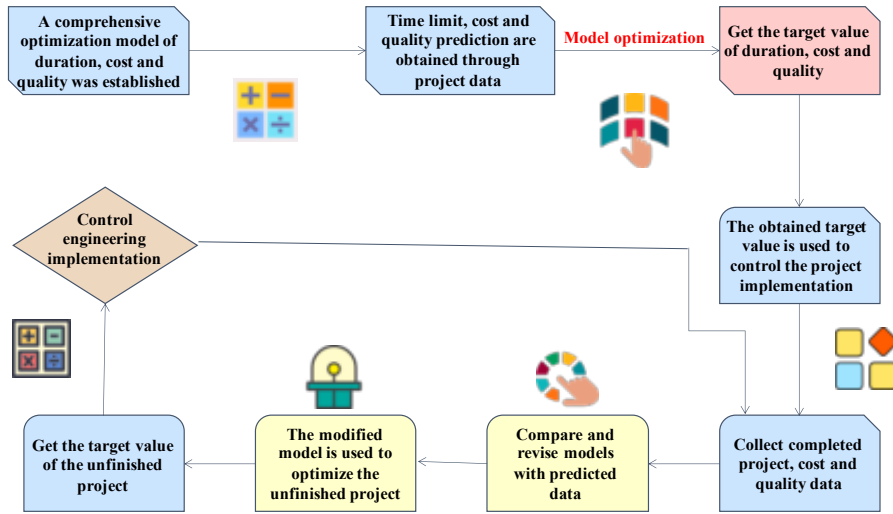 A comprehensive
optimization model of
duration, cost and
quality was established
Time limit, cost and
quality prediction are
obtained through
project data
Model optimization
Get the target value
of duration, cost and
quality
The obtained target
value is used to
control the project
implementation
Control
engineering
implementation
Get the target value
of the unfinished
project
The modified
model is used to
optimize the
unfinished project
Compare and
revise models
with predicted
data
Collect completed
project, cost and
quality data